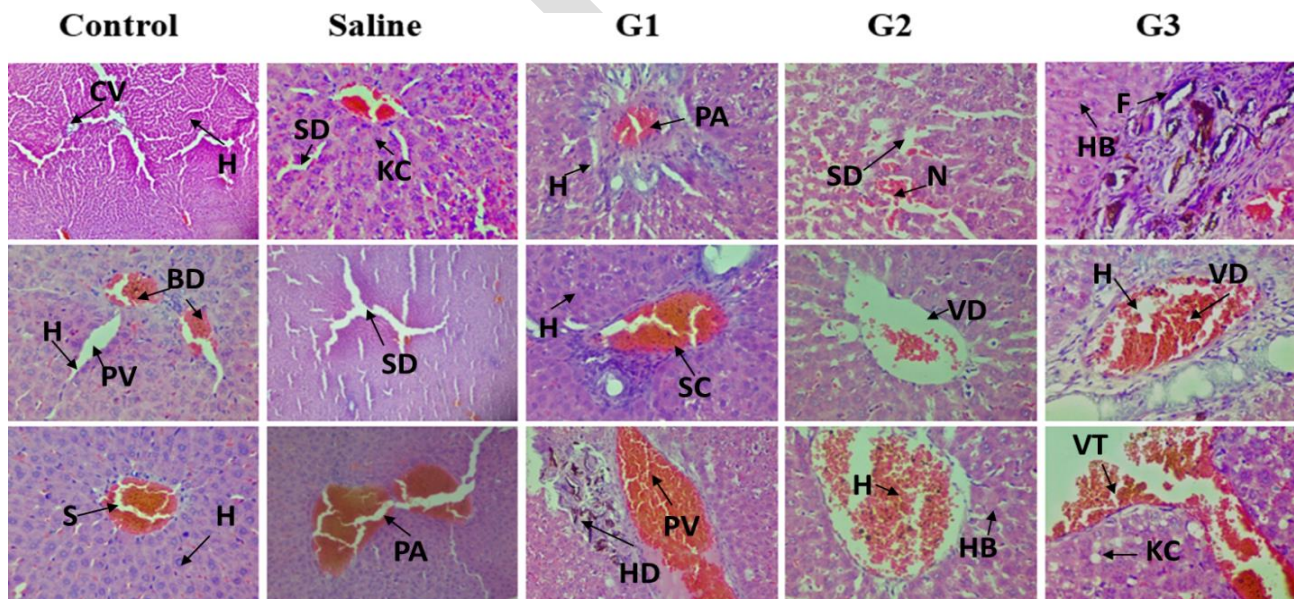 Control Saline G1 G2 G3
CV H
SD KC
PA H
SD N
F HB
BD H PV
SD
H SC
VD
H VD
S H
PA
PV HD
H HB
VT KC